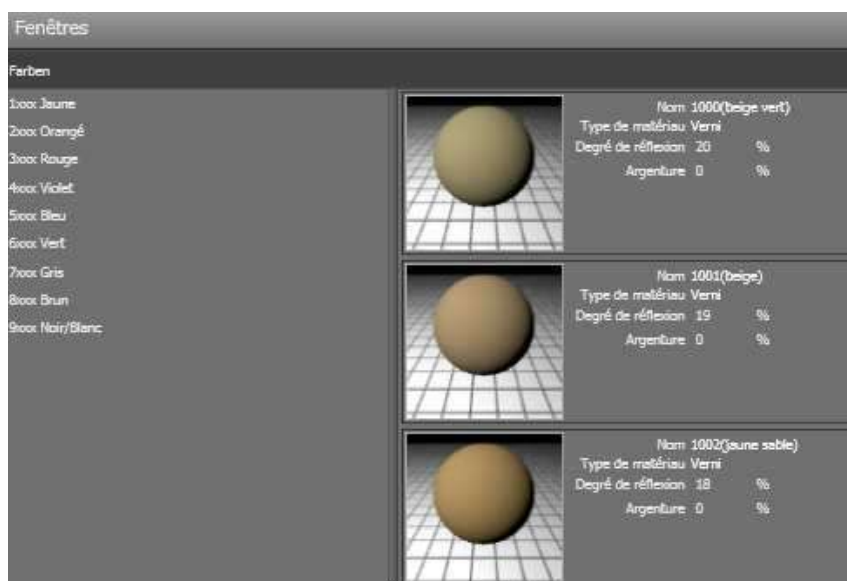 Fenêtres
Farben
1xxx Jaune
2xxx Orangé
3xxx Rouge
4xxx Violet
5xxx Bleu
6xxx Vert
7xxx Gris
8xxx Brun
9xxx Noir/Blanc
Nom 1000(beige vert)
Type de matériau Verni
Degré de réflexion 20 %
Argenture 0 %
Nom 1001(beige)
Type de matériau Verni
Degré de réflexion 19 %
Argenture 0 %
Nom 1002(jaune sable)
Type de matériau Verni
Degré de réflexion 18 %
Argenture 0 %